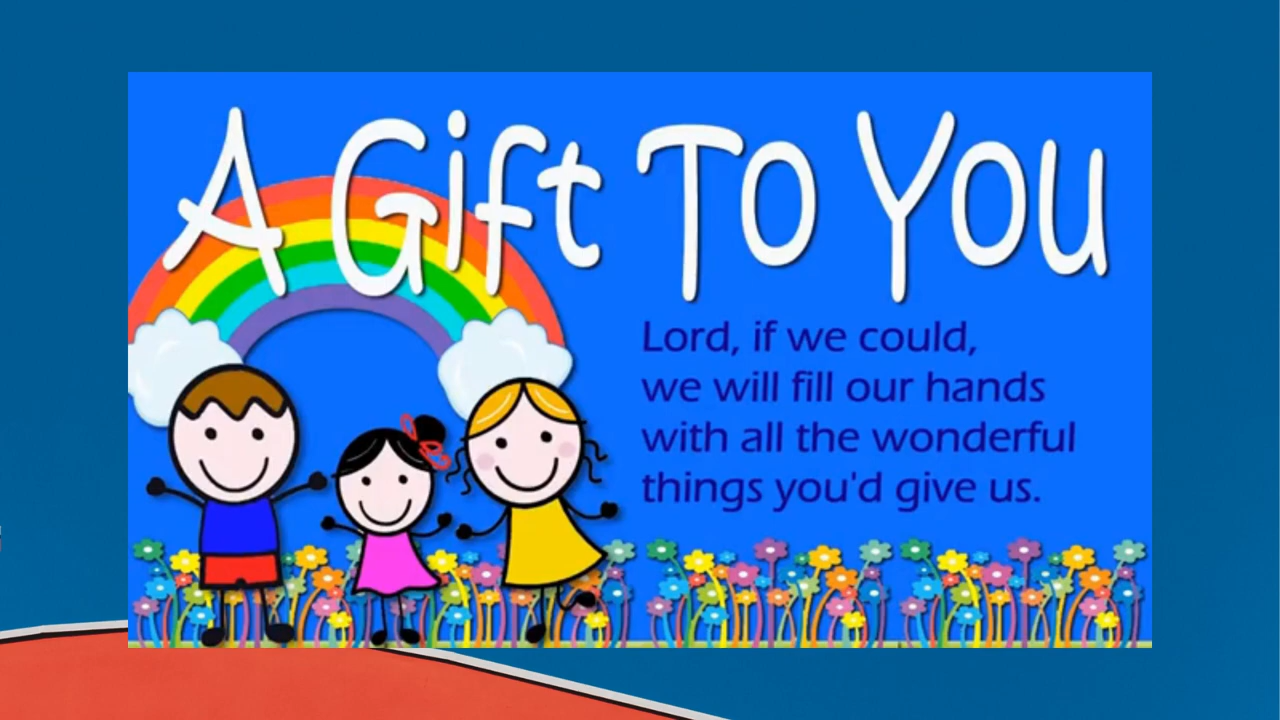 A Gift To You
Lord, if we could,
we will fill our hands
with all the wonderful
things you'd give us.